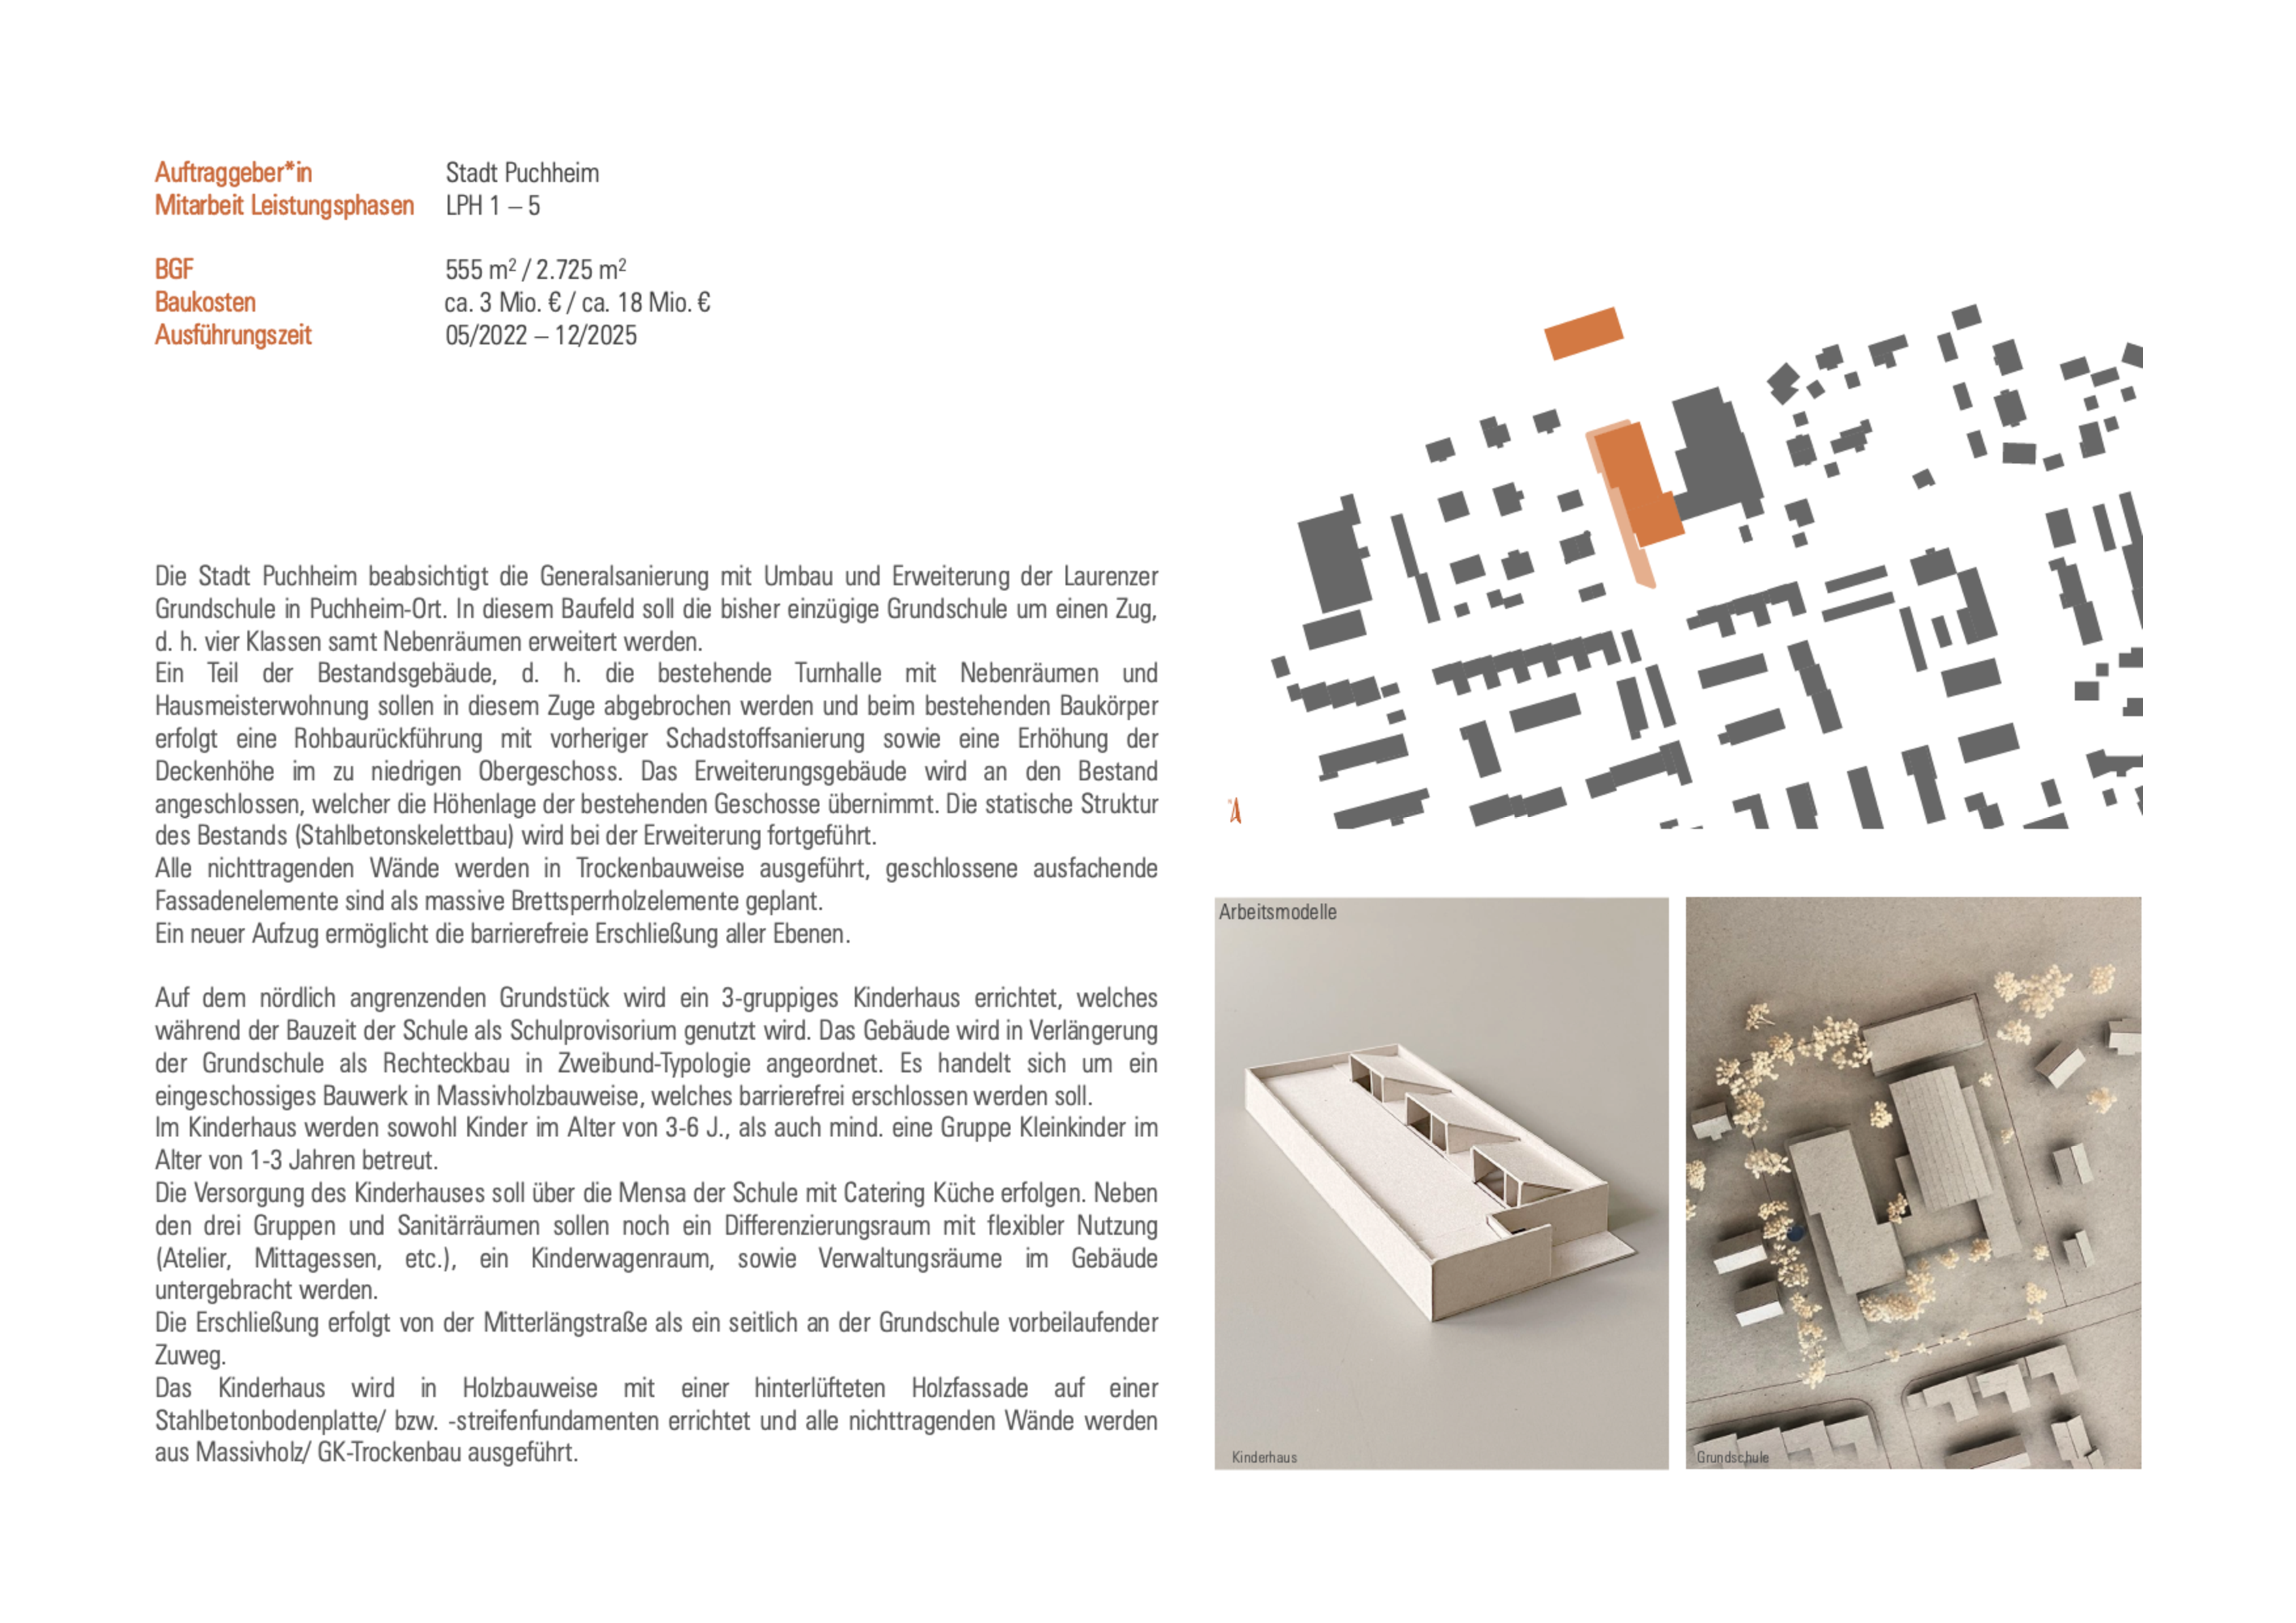 Auftraggeber*in Stadt Puchheim
Mitarbeit Leistungsphasen LPH 1 – 5
BGF 555 m² / 2.725 m²
Baukosten ca. 3 Mio. € / ca. 18 Mio. €
Ausführungszeit 05/2022 – 12/2025
Die Stadt Puchheim beabsichtigt die Generalsanierung mit Umbau und Erweiterung der Laurenzer
Grundschule in Puchheim-Ort. In diesem Baufeld soll die bisher einzügige Grundschule um einen Zug,
d. h. vier Klassen samt Nebenräumen erweitert werden.
Ein Teil der Bestandsgebäude, d. h. die bestehende Turnhalle mit Nebenräumen und
Hausmeisterwohnung sollen in diesem Zuge abgebrochen werden und beim bestehenden Baukörper
erfolgt eine Rohbaurückführung mit vorheriger Schadstoffsanierung sowie eine Erhöhung der
Deckenhöhe im zu niedrigen Obergeschoss. Das Erweiterungsgebäude wird an den Bestand
angeschlossen, welcher die Höhenlage der bestehenden Geschosse übernimmt. Die statische Struktur
des Bestands (Stahlbetonskelettbau) wird bei der Erweiterung fortgeführt.
Alle nichttragenden Wände werden in Trockenbauweise ausgeführt, geschlossene ausfachende
Fassadenelemente sind als massive Brettsperrholzelemente geplant.
Ein neuer Aufzug ermöglicht die barrierefreie Erschließung aller Ebenen.
Auf dem nördlich angrenzenden Grundstück wird ein 3-gruppiges Kinderhaus errichtet, welches
während der Bauzeit der Schule als Schulprovisorium genutzt wird. Das Gebäude wird in Verlängerung
der Grundschule als Rechteckbau in Zweibund-Typologie angeordnet. Es handelt sich um ein
eingeschossiges Bauwerk in Massivholzbauweise, welches barrierefrei erschlossen werden soll.
Im Kinderhaus werden sowohl Kinder im Alter von 3-6 J., als auch mind. eine Gruppe Kleinkinder im
Alter von 1-3 Jahren betreut.
Die Versorgung des Kinderhauses soll über die Mensa der Schule mit Catering Küche erfolgen. Neben
den drei Gruppen und Sanitärräumen sollen noch ein Differenzierungsraum mit flexibler Nutzung
(Atelier, Mittagessen, etc.), ein Kinderwagenraum, sowie Verwaltungsräume im Gebäude
untergebracht werden.
Die Erschließung erfolgt von der Mitterlängstraße als ein seitlich an der Grundschule vorbeilaufender
Zuweg.
Das Kinderhaus wird in Holzbauweise mit einer hinterlüfteten Holzfassade auf einer
Stahlbetonbodenplatte/ bzw. -streifenfundamenten errichtet und alle nichttragenden Wände werden
aus Massivholz/ GK-Trockenbau ausgeführt.
Arbeitsmodelle
Kinderhaus
Grundschule